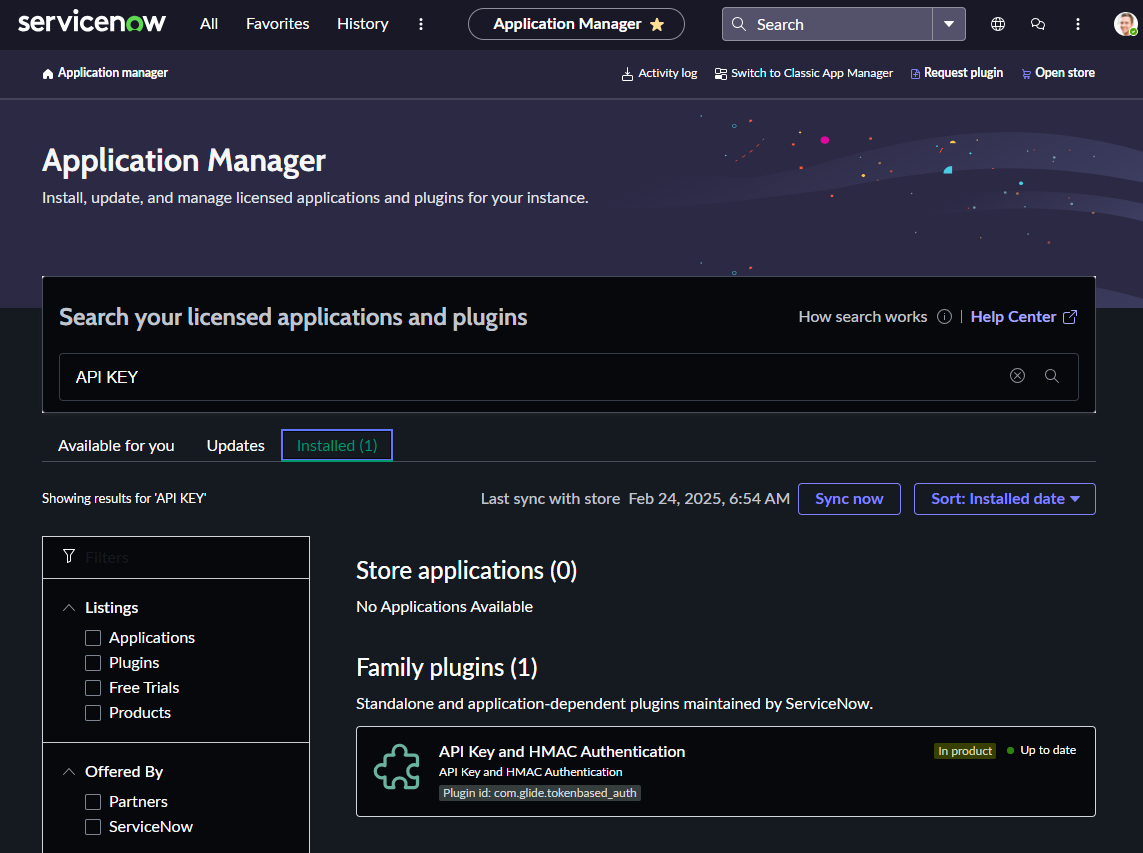 servicenow All Favorites History Application Manager Search
Application manager Activity log Switch to Classic App Manager Request plugin Open store
Application Manager
Install, update, and manage licensed applications and plugins for your instance.
Search your licensed applications and plugins How search works | Help Center
API KEY
Available for you Updates Installed (1)
Showing results for 'API KEY' Last sync with store Feb 24, 2025, 6:54 AM Sync now Sort: Installed date
Filters
Listings
Applications
Plugins
Free Trials
Products
Offered By
Partners
ServiceNow
Store applications (0)
No Applications Available
Family plugins (1)
Standalone and application-dependent plugins maintained by ServiceNow.
API Key and HMAC Authentication In product Up to date
API Key and HMAC Authentication
Plugin id: com.glide.tokenbased_auth